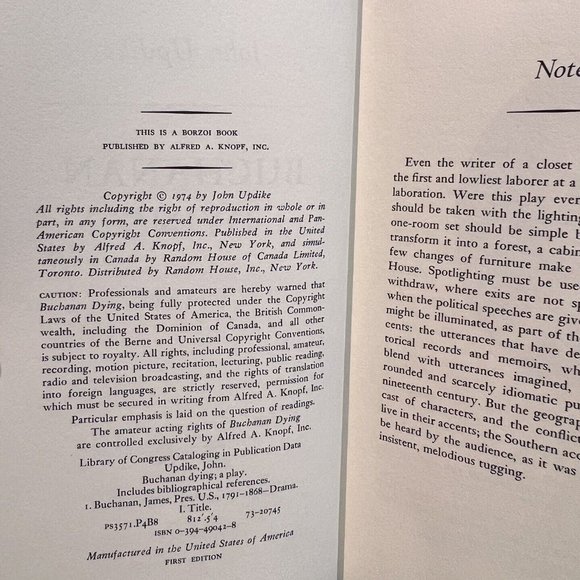 THIS IS A BORZOI BOOK
PUBLISHED BY ALFRED A. KNOPF, INC.
Copyright © 1974 by John Updike
All rights including the right of reproduction in whole or in
part, in any form, are reserved under International and Pan-
American Copyright Conventions. Published in the United
States by Alfred A. Knopf, Inc., New York, and simul-
taneously in Canada by Random House of Canada Limited,
Toronto. Distributed by Random House, Inc., New York.
CAUTION: Professionals and amateurs are hereby warned that
Buchanan Dying, being fully protected under the Copyright
Laws of the United States of America, the British Common-
wealth, including the Dominion of Canada, and all other
countries of the Berne and Universal Copyright Conventions,
is subject to royalty. All rights, including professional, amateur,
recording, motion picture, recitation, lecturing, public reading,
radio and television broadcasting, and the rights of translation
into foreign languages, are strictly reserved, permission for
which must be secured in writing from Alfred A. Knopf, Inc.
Particular emphasis is laid on the question of readings.
The amateur acting rights of Buchanan Dying
are controlled exclusively by Alfred A. Knopf, Inc.
Library of Congress Cataloging in Publication Data
Updike, John.
Buchanan dying; a play.
Includes bibliographical references.
1. Buchanan, James, Pres. U.S., 1791-1868—Drama.
I. Title.
PS3571.P4B8 812'.5'4 73-20745
ISBN 0-394-49042-8
Manufactured in the United States of America
FIRST EDITION
Note
Even the writer of a closet
the first and lowliest laborer at a
laboration. Were this play ever
should be taken with the lighting
one-room set should be simple
transform it into a forest, a cabin
few changes of furniture make
House. Spotlighting must be use
withdraw, where exits are not sp
when the political speeches are give
might be illuminated, as part of the
cents: the utterances that have de
torical records and memoirs, wh
blend with utterances imagined,
rounded and scarcely idiomatic pu
nineteenth century. But the geograp
cast of characters, and the conflic
live in their accents; the Southern acc
be heard by the audience, as it was
insistent, melodious tugging.